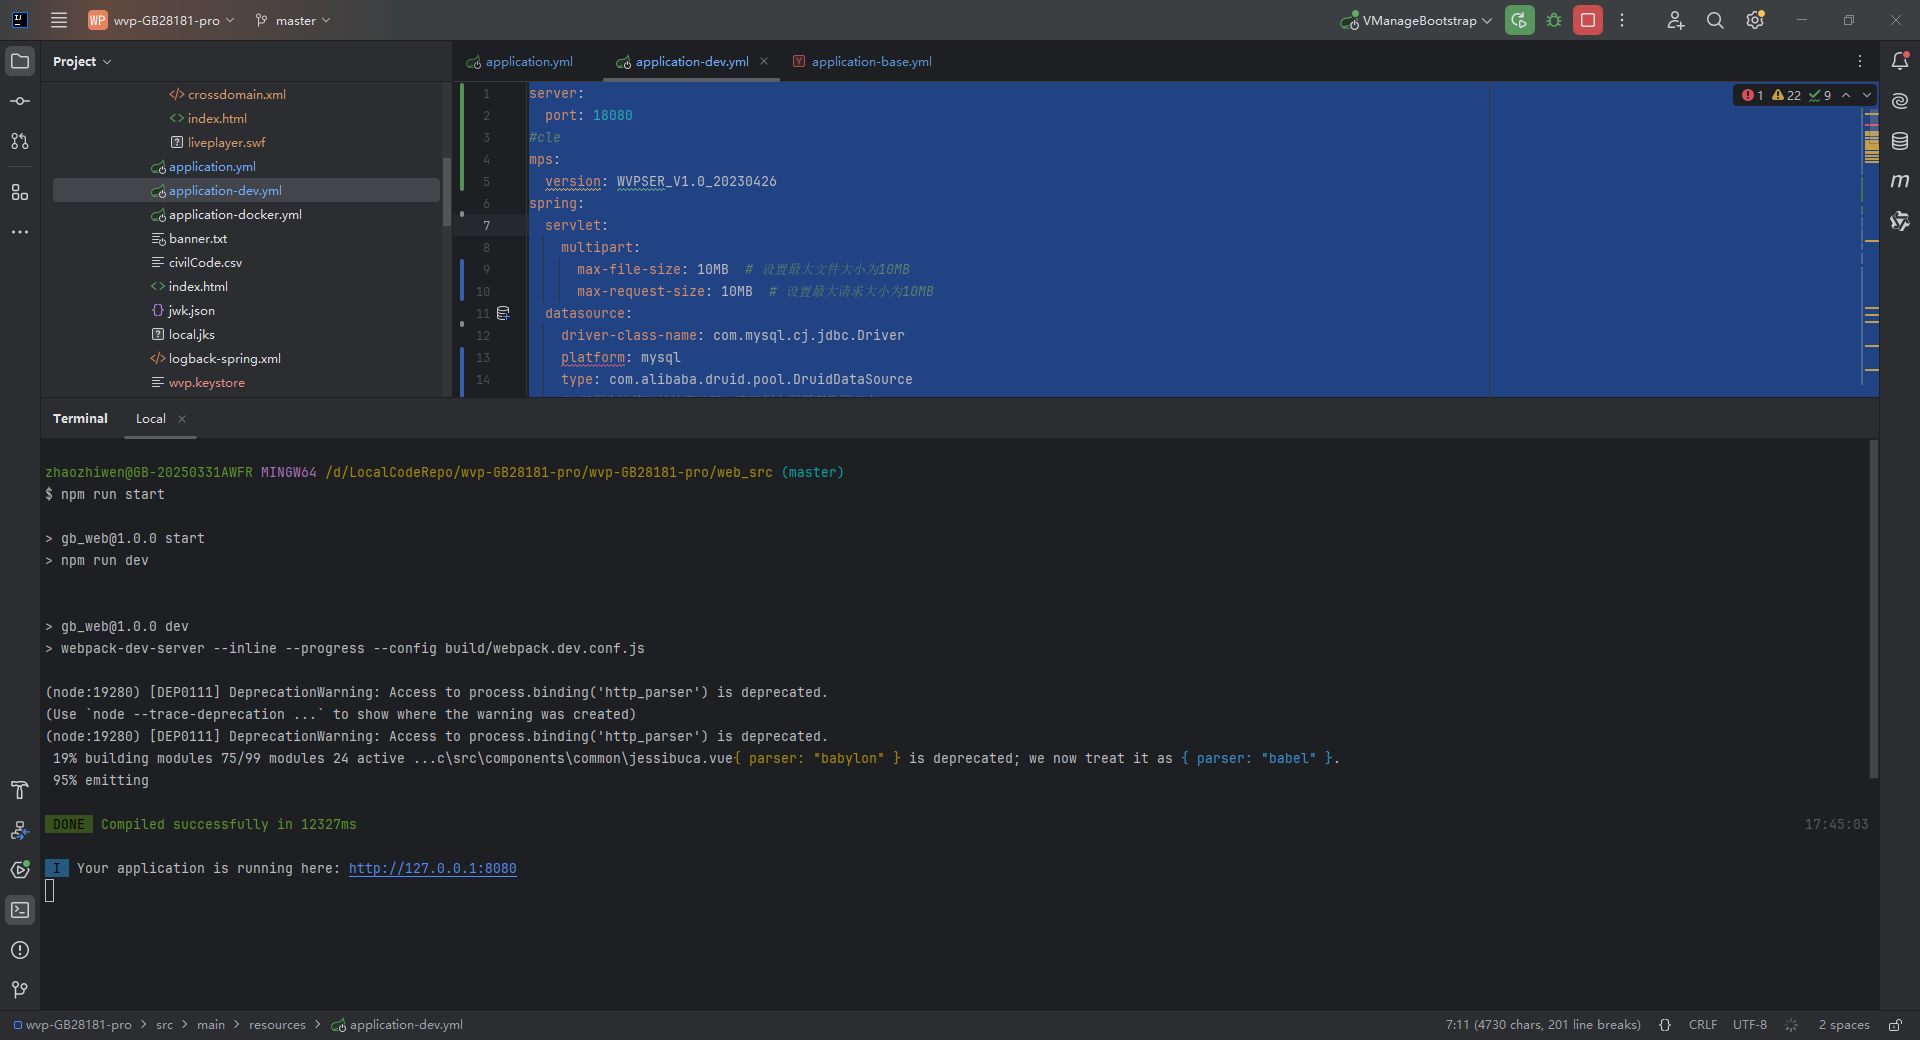 WP wvp-GB28181-pro master VManageBootstrap
Project
crossdomain.xml
index.html
liveplayer.swf
application.yml
application-dev.yml
application-docker.yml
banner.txt
civilCode.csv
index.html
jwk.json
local.jks
logback-spring.xml
wvp.keystore
application.yml application-dev.yml application-base.yml
1 22 9
1 server:
2 port: 18080
3 #cle
4 mps:
5 version: WVPSER_V1.0_20230426
6 spring:
7 servlet:
8 multipart:
9 max-file-size: 10MB # 设置最大文件大小为10MB
10 max-request-size: 10MB # 设置最大请求大小为10MB
11 datasource:
12 driver-class-name: com.mysql.cj.jdbc.Driver
13 platform: mysql
14 type: com.alibaba.druid.pool.DruidDataSource
Terminal Local
zhaozhiwen@GB-20250331AWFR MINGW64 /d/LocalCodeRepo/wvp-GB28181-pro/wvp-GB28181-pro/web_src (master)
$ npm run start
> gb_web@1.0.0 start
> npm run dev
> gb_web@1.0.0 dev
> webpack-dev-server --inline --progress --config build/webpack.dev.conf.js
(node:19280) [DEP0111] DeprecationWarning: Access to process.binding('http_parser') is deprecated.
(Use `node --trace-deprecation ...` to show where the warning was created)
(node:19280) [DEP0111] DeprecationWarning: Access to process.binding('http_parser') is deprecated.
19% building modules 75/99 modules 24 active ...c\src\components\common\jessibuca.vue{ parser: "babylon" } is deprecated; we now treat it as { parser: "babel" }.
95% emitting
DONE Compiled successfully in 12327ms 17:45:03
I Your application is running here: http://127.0.0.1:8080
wvp-GB28181-pro > src > main > resources > application-dev.yml 7:11 (4730 chars, 201 line breaks) {} CRLF UTF-8 2 spaces